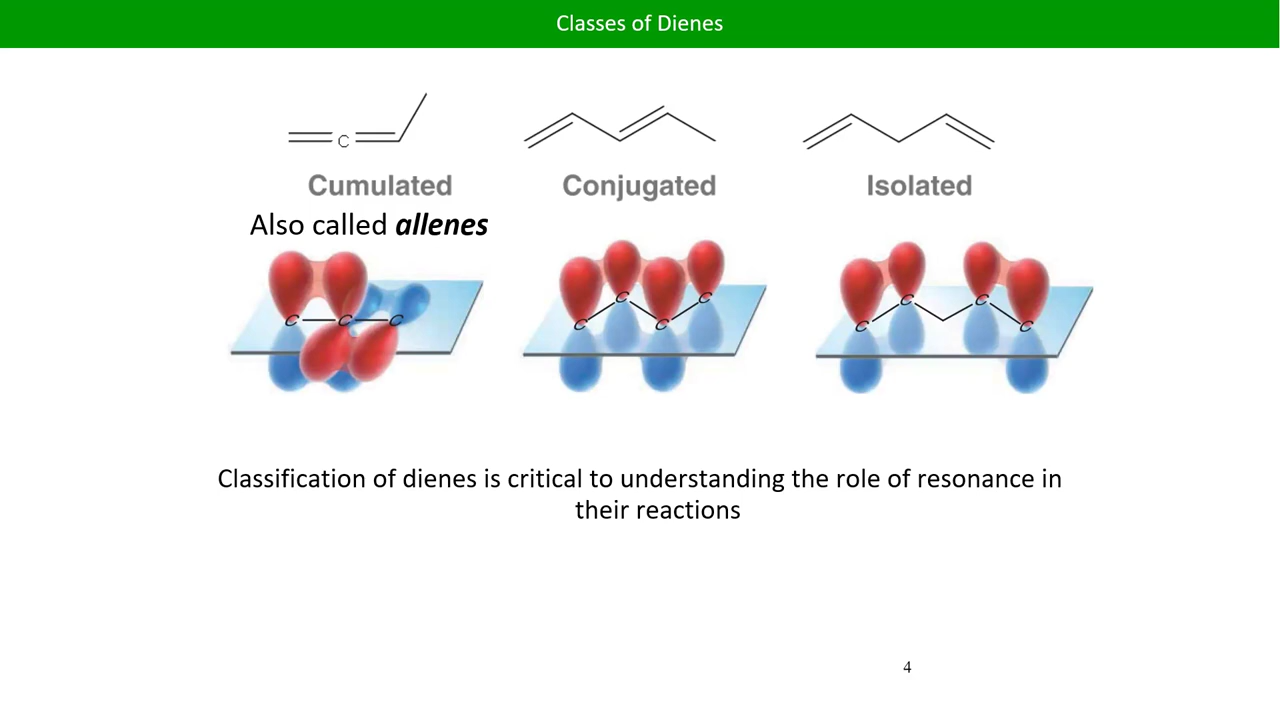 Classes of Dienes
C
Cumulated
Conjugated
Isolated
Also called allenes
C C C
C C C C
C C C C
Classification of dienes is critical to understanding the role of resonance in
their reactions
4